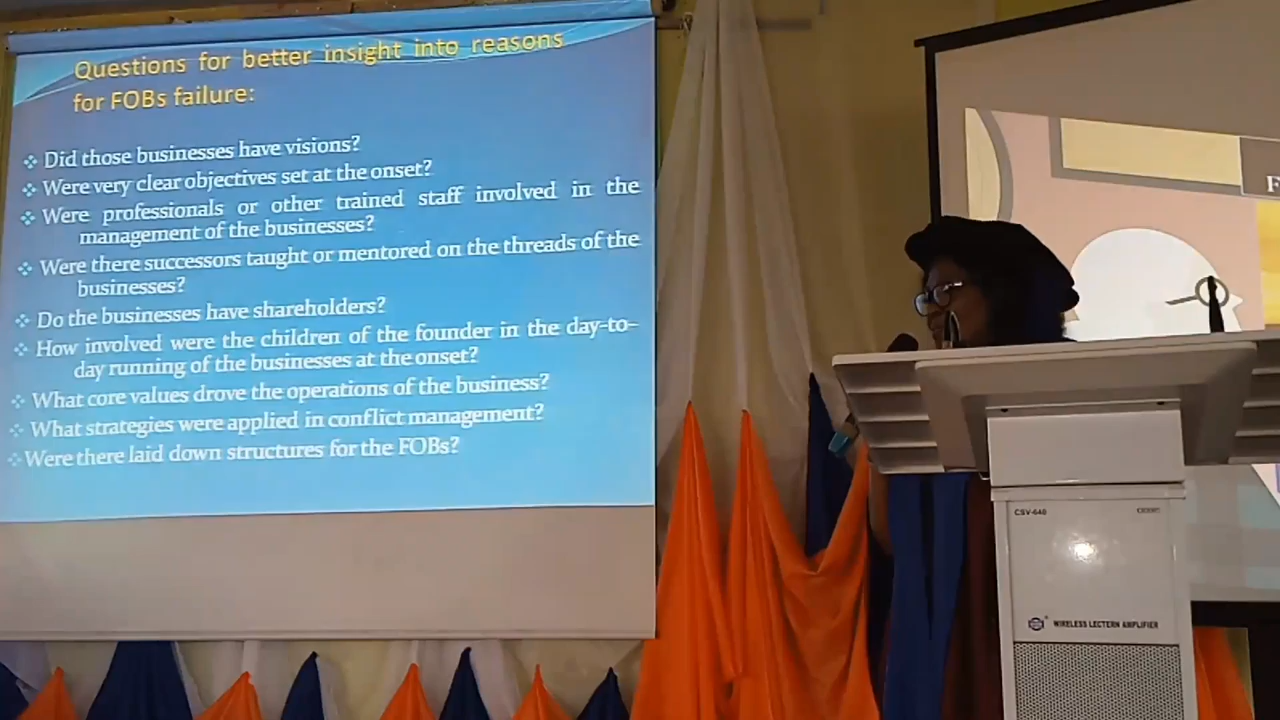 Questions for better insight into reasons
for FOBs failure:
Did those businesses have visions?
Were very clear objectives set at the onset?
Were professionals or other trained staff involved in the
management of the businesses?
Were there successors taught or mentored on the threads of the
businesses?
Do the businesses have shareholders?
How involved were the children of the founder in the day-to-
day running of the businesses at the onset?
What core values drove the operations of the business?
What strategies were applied in conflict management?
Were there laid down structures for the FOBs?
F
CSV-640
WIRELESS LECTERN AMPLIFIER